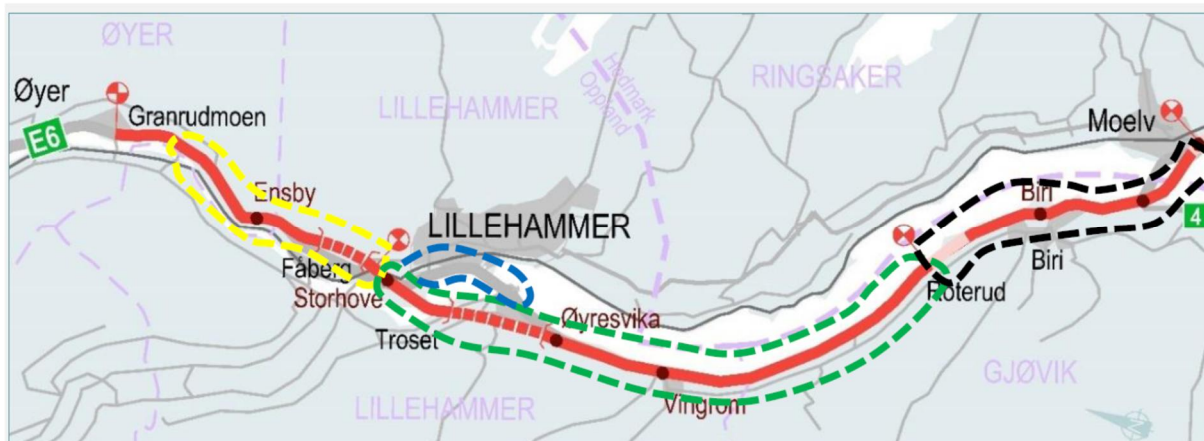 ØYER
Øyer
Granrudmoen
E6
LILLEHAMMER
Hedmark
Oppland
RINGSAKER
Moelv
Ensby
LILLEHAMMER
Biri
4
Fåberg
Storhove
Biri
Roterud
Troset
Øyresvika
GJØVIK
LILLEHAMMER
Vingrom